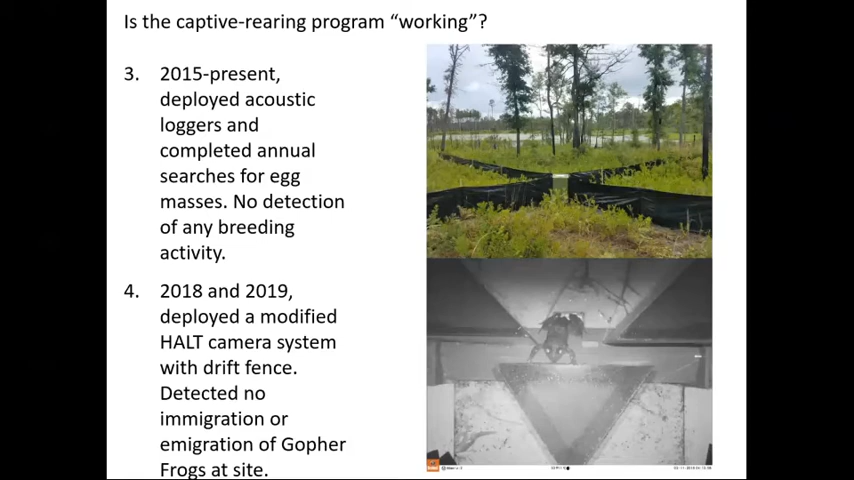 Is the captive-rearing program “working”?
3. 2015-present,
deployed acoustic
loggers and
completed annual
searches for egg
masses. No detection
of any breeding
activity.
4. 2018 and 2019,
deployed a modified
HALT camera system
with drift fence.
Detected no
immigration or
emigration of Gopher
Frogs at site.